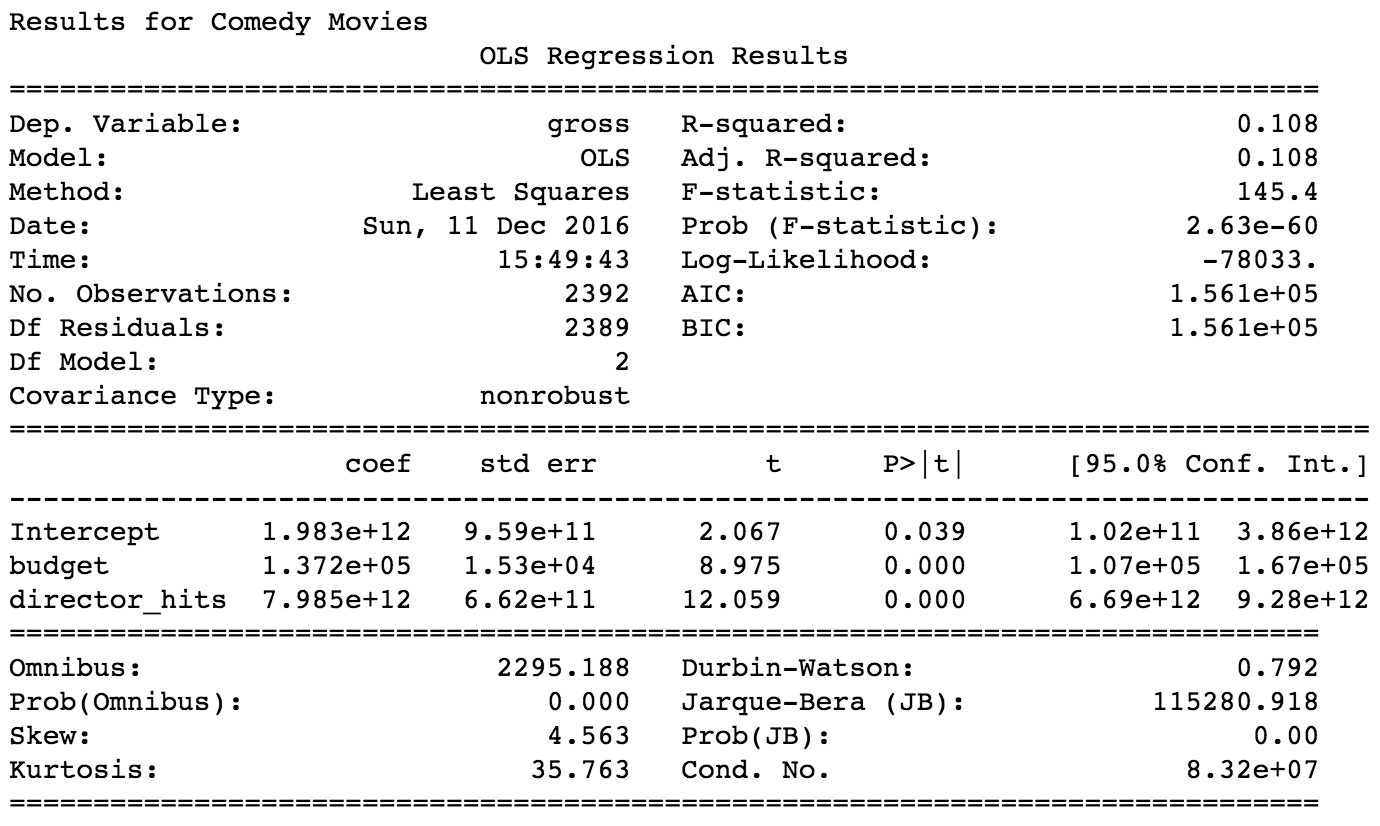 Results for Comedy Movies
OLS Regression Results
==============================================================================
Dep. Variable: gross R-squared: 0.108
Model: OLS Adj. R-squared: 0.108
Method: Least Squares F-statistic: 145.4
Date: Sun, 11 Dec 2016 Prob (F-statistic): 2.63e-60
Time: 15:49:43 Log-Likelihood: -78033.
No. Observations: 2392 AIC: 1.561e+05
Df Residuals: 2389 BIC: 1.561e+05
Df Model: 2
Covariance Type: nonrobust
=================================================================================
coef std err t P>|t| [95.0% Conf. Int.]
---------------------------------------------------------------------------------
Intercept 1.983e+12 9.59e+11 2.067 0.039 1.02e+11 3.86e+12
budget 1.372e+05 1.53e+04 8.975 0.000 1.07e+05 1.67e+05
director_hits 7.985e+12 6.62e+11 12.059 0.000 6.69e+12 9.28e+12
==============================================================================
Omnibus: 2295.188 Durbin-Watson: 0.792
Prob(Omnibus): 0.000 Jarque-Bera (JB): 115280.918
Skew: 4.563 Prob(JB): 0.00
Kurtosis: 35.763 Cond. No. 8.32e+07
==============================================================================